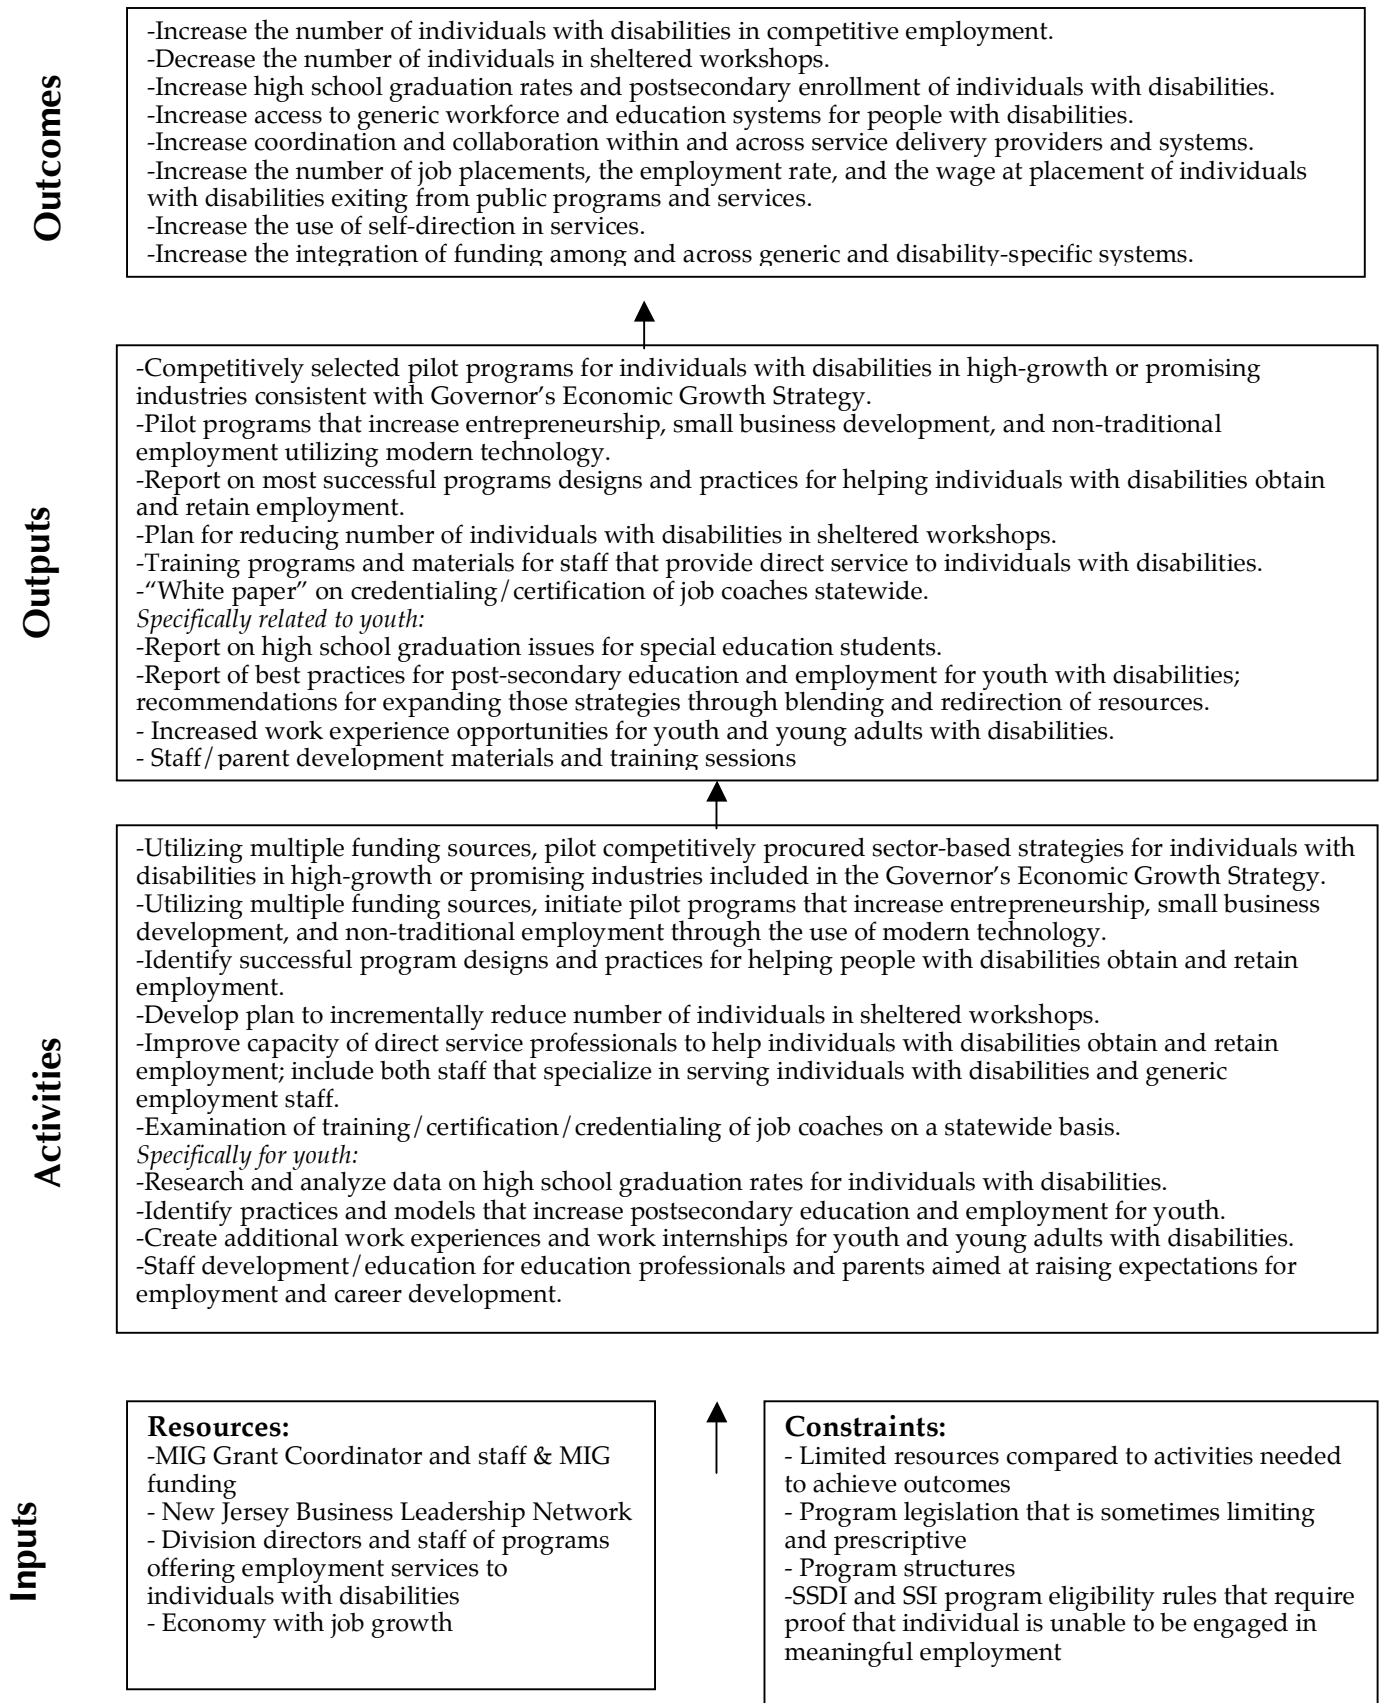 Outcomes
-Increase the number of individuals with disabilities in competitive employment.
-Decrease the number of individuals in sheltered workshops.
-Increase high school graduation rates and postsecondary enrollment of individuals with disabilities.
-Increase access to generic workforce and education systems for people with disabilities.
-Increase coordination and collaboration within and across service delivery providers and systems.
-Increase the number of job placements, the employment rate, and the wage at placement of individuals
with disabilities exiting from public programs and services.
-Increase the use of self-direction in services.
-Increase the integration of funding among and across generic and disability-specific systems.
Outputs
-Competitively selected pilot programs for individuals with disabilities in high-growth or promising
industries consistent with Governor’s Economic Growth Strategy.
-Pilot programs that increase entrepreneurship, small business development, and non-traditional
employment utilizing modern technology.
-Report on most successful programs designs and practices for helping individuals with disabilities obtain
and retain employment.
-Plan for reducing number of individuals with disabilities in sheltered workshops.
-Training programs and materials for staff that provide direct service to individuals with disabilities.
-“White paper” on credentialing/certification of job coaches statewide.
Specifically related to youth:
-Report on high school graduation issues for special education students.
-Report of best practices for post-secondary education and employment for youth with disabilities;
recommendations for expanding those strategies through blending and redirection of resources.
- Increased work experience opportunities for youth and young adults with disabilities.
- Staff/parent development materials and training sessions
Activities
-Utilizing multiple funding sources, pilot competitively procured sector-based strategies for individuals with
disabilities in high-growth or promising industries included in the Governor’s Economic Growth Strategy.
-Utilizing multiple funding sources, initiate pilot programs that increase entrepreneurship, small business
development, and non-traditional employment through the use of modern technology.
-Identify successful program designs and practices for helping people with disabilities obtain and retain
employment.
-Develop plan to incrementally reduce number of individuals in sheltered workshops.
-Improve capacity of direct service professionals to help individuals with disabilities obtain and retain
employment; include both staff that specialize in serving individuals with disabilities and generic
employment staff.
-Examination of training/certification/credentialing of job coaches on a statewide basis.
Specifically for youth:
-Research and analyze data on high school graduation rates for individuals with disabilities.
-Identify practices and models that increase postsecondary education and employment for youth.
-Create additional work experiences and work internships for youth and young adults with disabilities.
-Staff development/education for education professionals and parents aimed at raising expectations for
employment and career development.
Inputs
Resources:
-MIG Grant Coordinator and staff & MIG
funding
- New Jersey Business Leadership Network
- Division directors and staff of programs
offering employment services to
individuals with disabilities
- Economy with job growth
Constraints:
- Limited resources compared to activities needed
to achieve outcomes
- Program legislation that is sometimes limiting
and prescriptive
- Program structures
-SSDI and SSI program eligibility rules that require
proof that individual is unable to be engaged in
meaningful employment